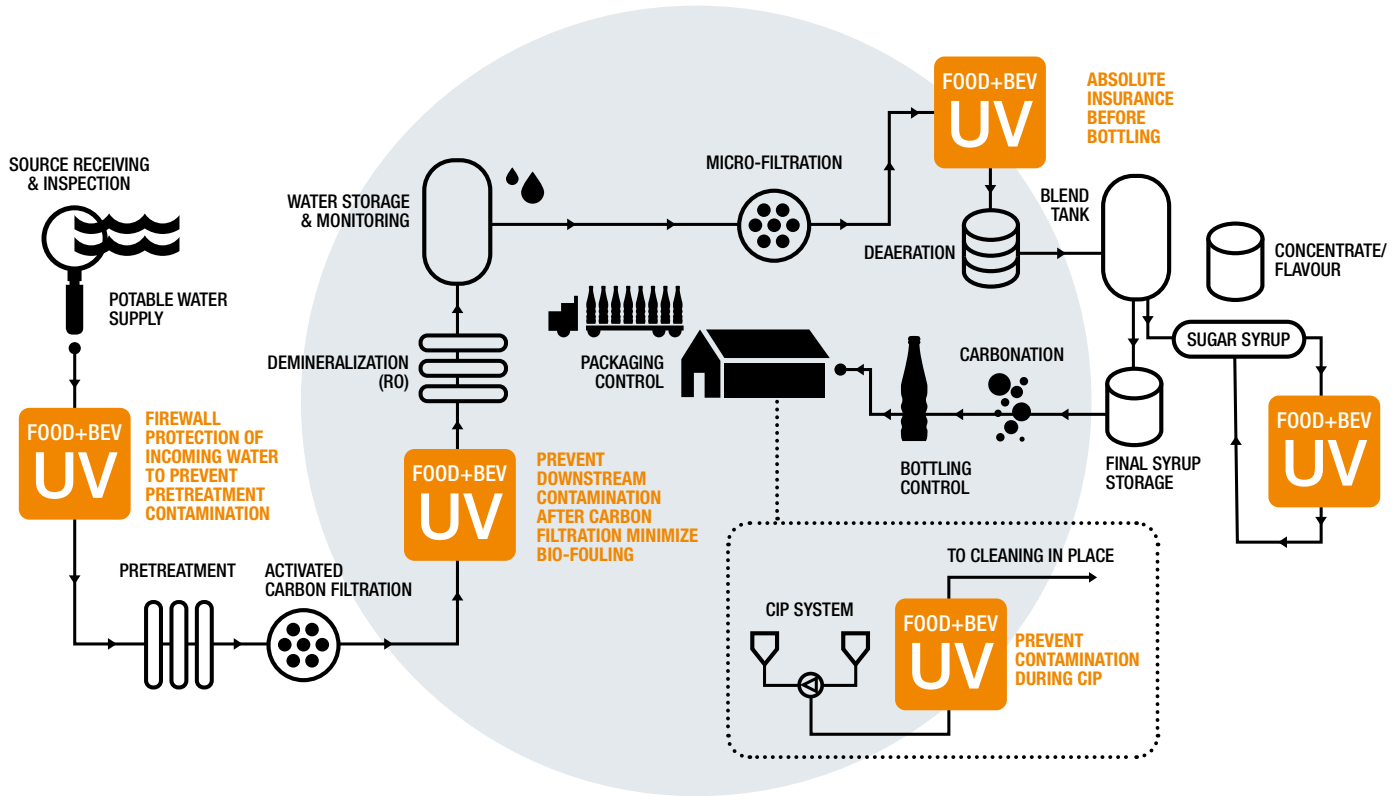 SOURCE RECEIVING
& INSPECTION
POTABLE WATER
SUPPLY
FOOD+BEV
UV
FIREWALL
PROTECTION OF
INCOMING WATER
TO PREVENT
PRETREATMENT
CONTAMINATION
PRETREATMENT
ACTIVATED
CARBON FILTRATION
FOOD+BEV
UV
PREVENT
DOWNSTREAM
CONTAMINATION
AFTER CARBON
FILTRATION MINIMIZE
BIO-FOULING
DEMINERALIZATION
(RO)
WATER STORAGE
& MONITORING
MICRO-FILTRATION
FOOD+BEV
UV
ABSOLUTE
INSURANCE
BEFORE
BOTTLING
DEAERATION
BLEND
TANK
CONCENTRATE/
FLAVOUR
SUGAR SYRUP
FOOD+BEV
UV
FINAL SYRUP
STORAGE
CARBONATION
BOTTLING
CONTROL
PACKAGING
CONTROL
TO CLEANING IN PLACE
CIP SYSTEM
FOOD+BEV
UV
PREVENT
CONTAMINATION
DURING CIP